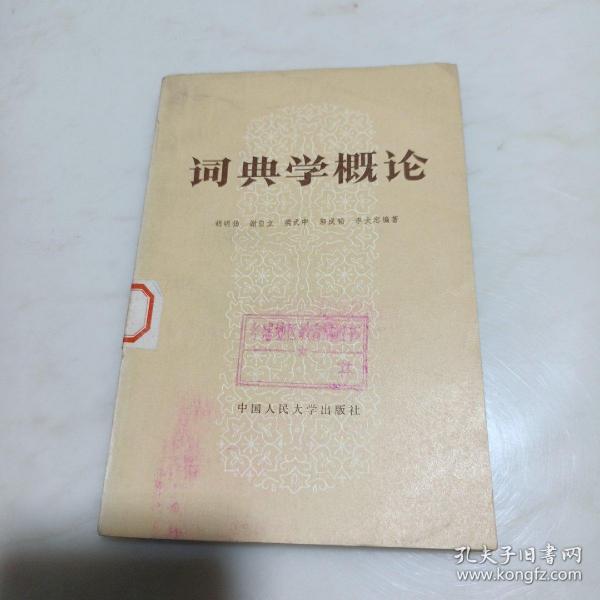 词典学概论
胡明扬 谢自立 梁式中 郭成韬 李大忠编著
中国人民大学出版社
孔夫子旧书网
www.kongfz.com